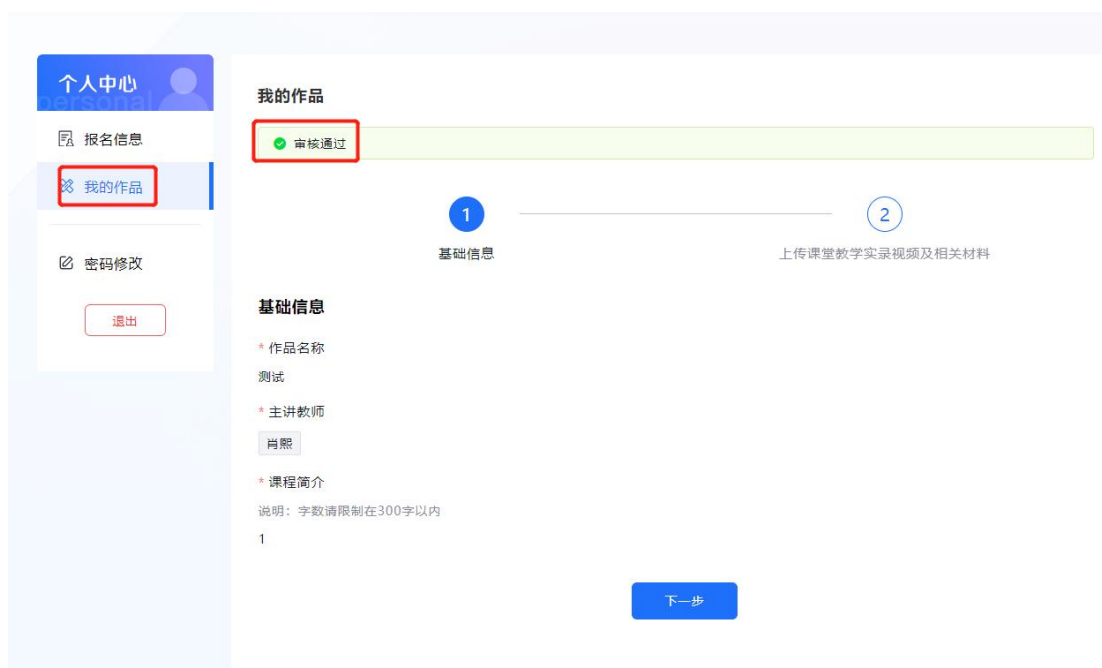 个人中心
personal
报名信息
我的作品
密码修改
退出
我的作品
审核通过
1
基础信息
2
上传课堂教学实录视频及相关材料
基础信息
* 作品名称
测试
* 主讲教师
肖熙
* 课程简介
说明：字数请限制在300字以内
1
下一步